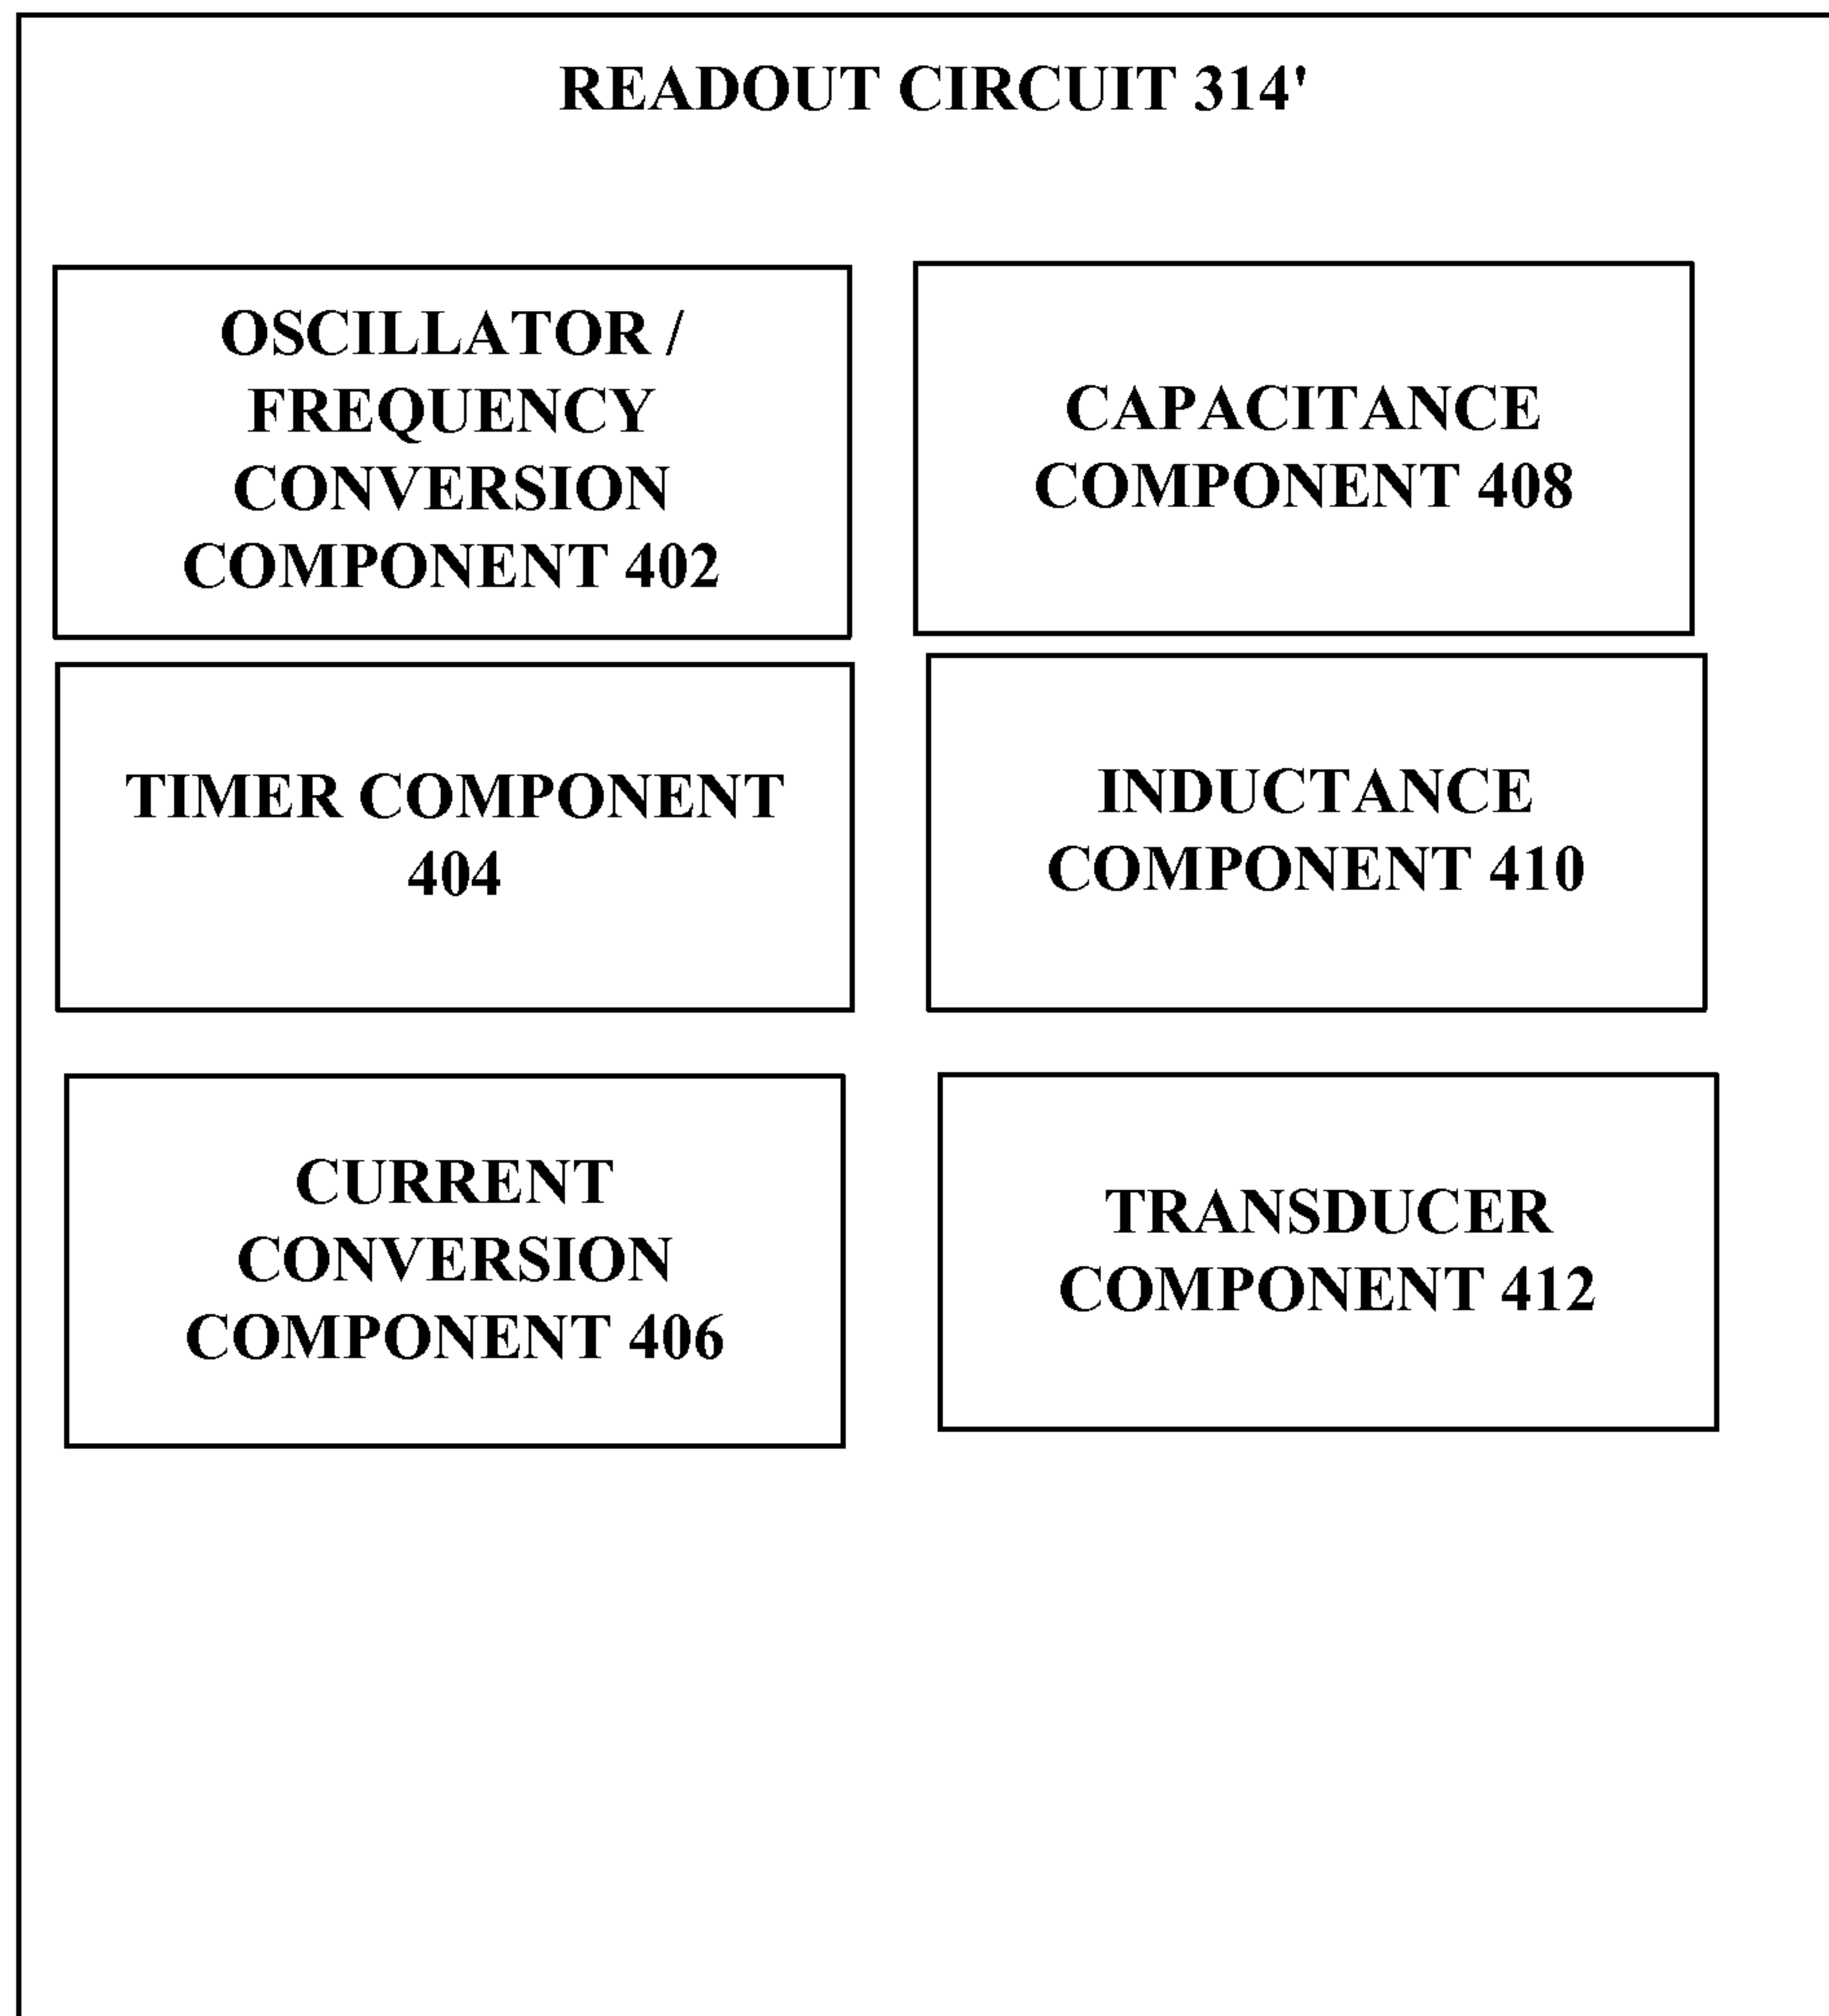 READOUT CIRCUIT 314'
OSCILLATOR /
FREQUENCY
CONVERSION
COMPONENT 402
CAPACITANCE
COMPONENT 408
TIMER COMPONENT
404
INDUCTANCE
COMPONENT 410
CURRENT
CONVERSION
COMPONENT 406
TRANSDUCER
COMPONENT 412